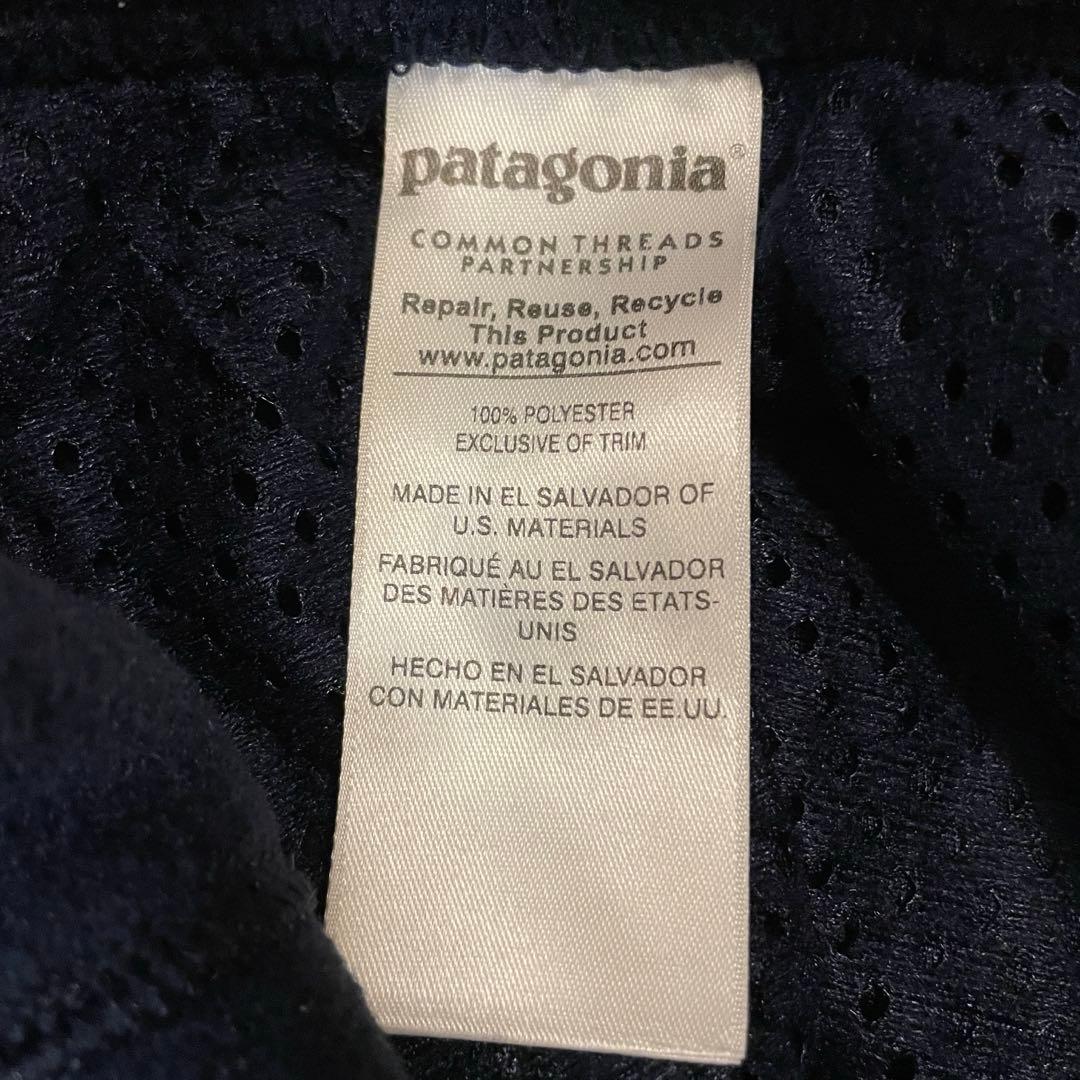 patagonia®
COMMON THREADS
PARTNERSHIP
Repair, Reuse, Recycle
This Product
www.patagonia.com
100% POLYESTER
EXCLUSIVE OF TRIM
MADE IN EL SALVADOR OF
U.S. MATERIALS
FABRIQUÉ AU EL SALVADOR
DES MATIÈRES DES ETATS-
UNIS
HECHO EN EL SALVADOR
CON MATERIALES DE EE.UU.